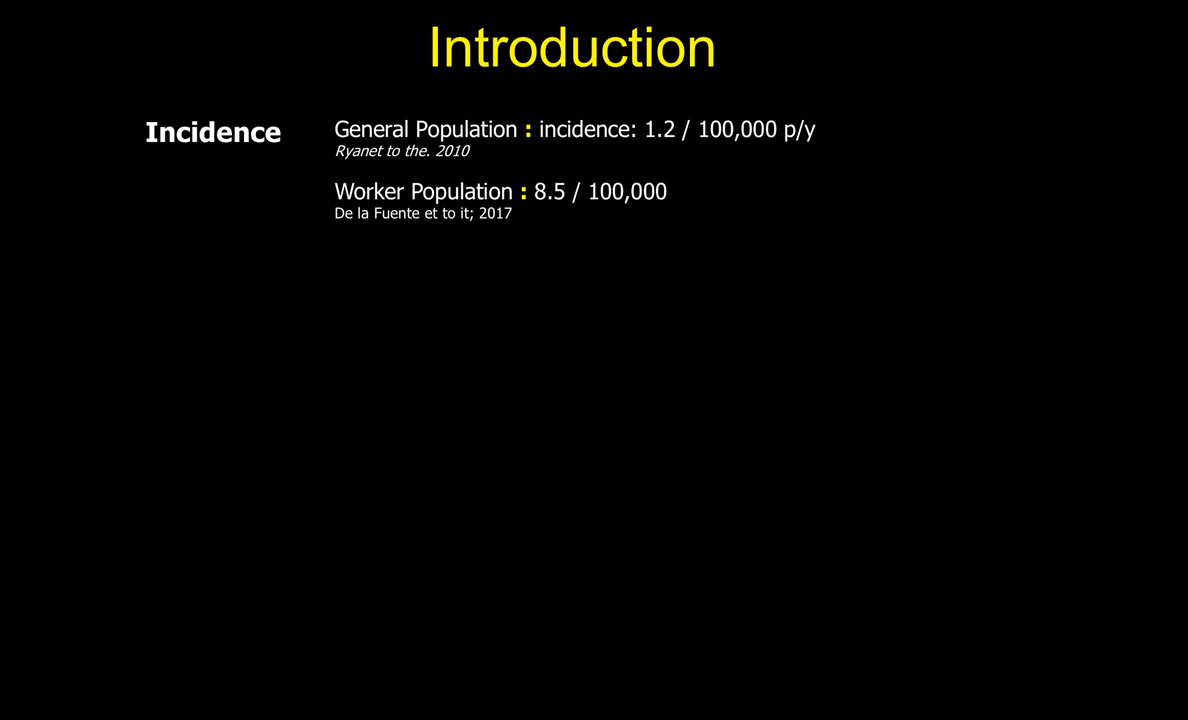 Introduction
Incidence
General Population : incidence: 1.2 / 100,000 p/y
Ryanet to the. 2010
Worker Population : 8.5 / 100,000
De la Fuente et to it; 2017